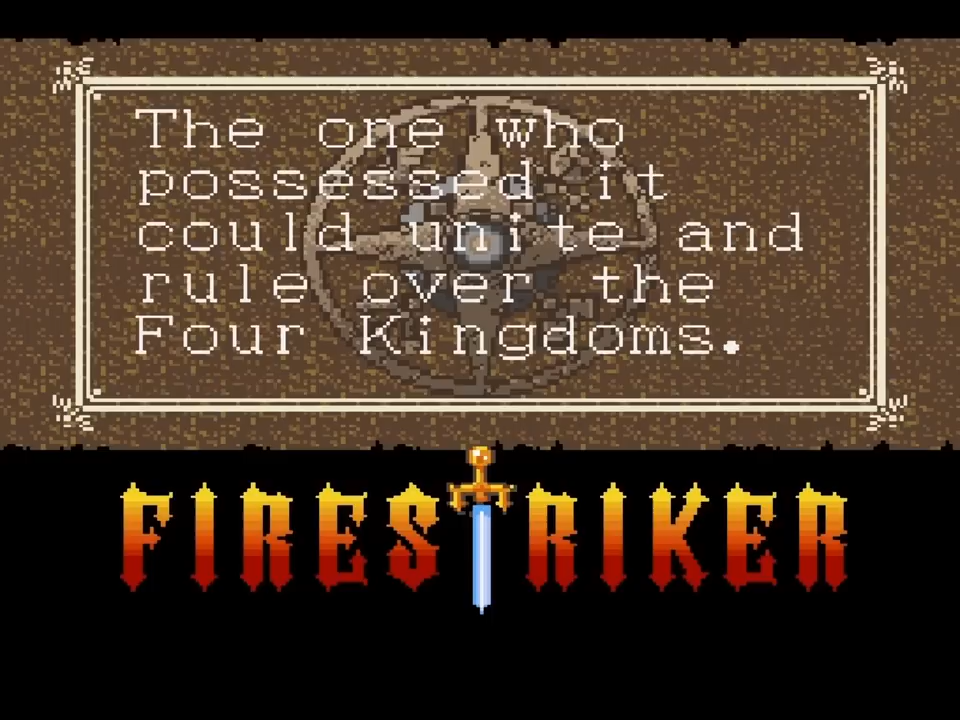 The one who
possessed it
could unite and
rule over the
Four Kingdoms.
FIRESTRIKER